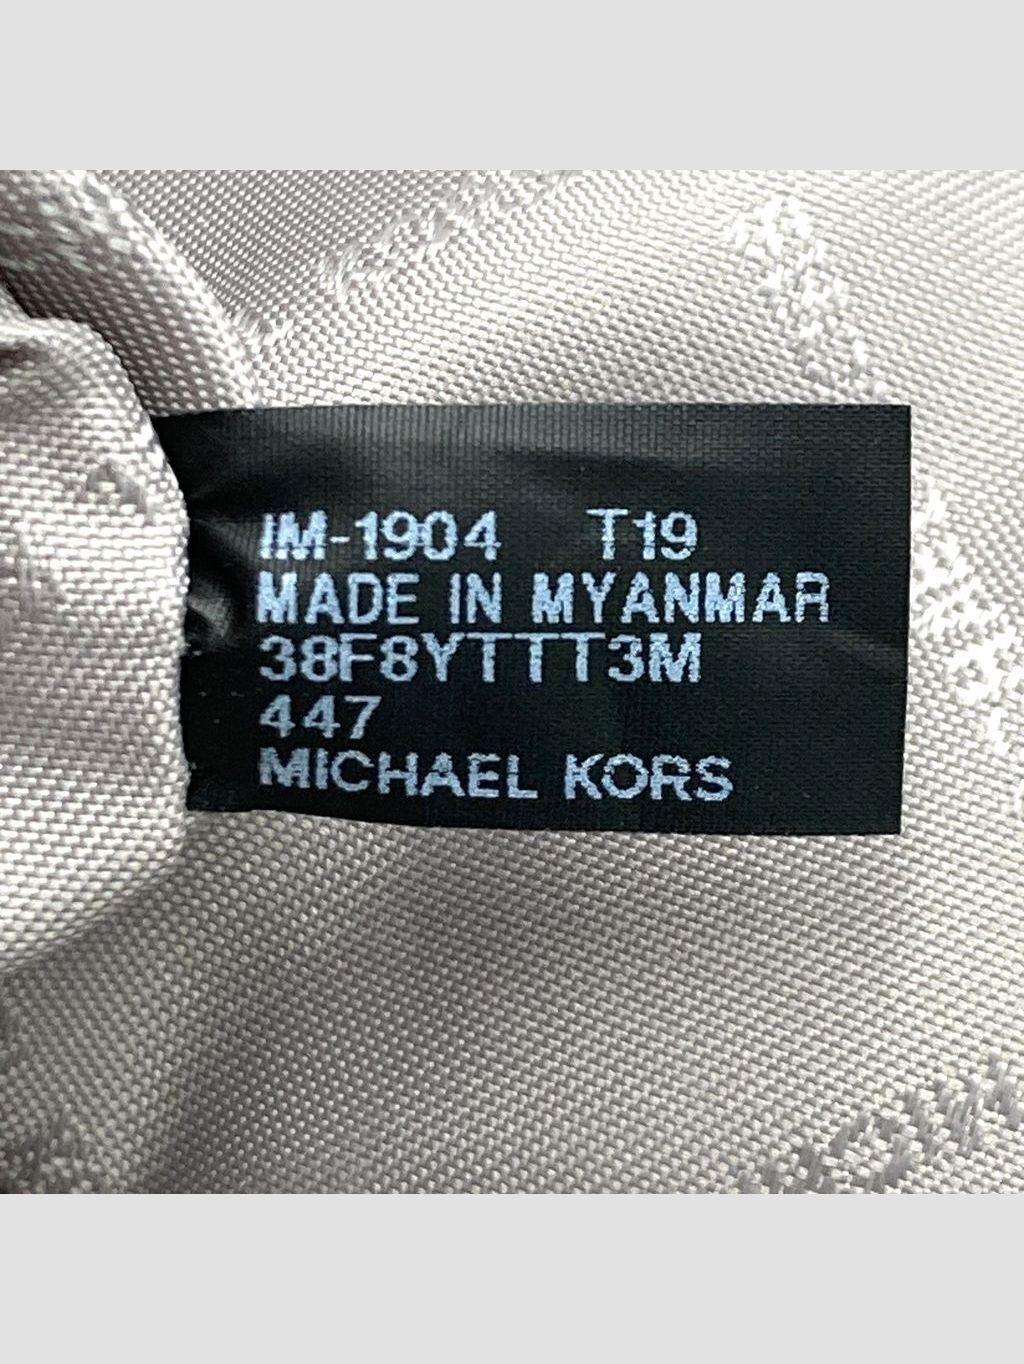 IM-1904 T19
MADE IN MYANMAR
38F8YTTT3M
447
MICHAEL KORS